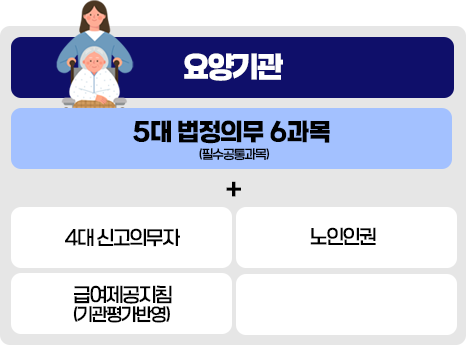 요양기관
5대 법정의무 6과목
(필수공통과목)
+
4대 신고의무자
노인인권
급여제공지침
(기관평가반영)